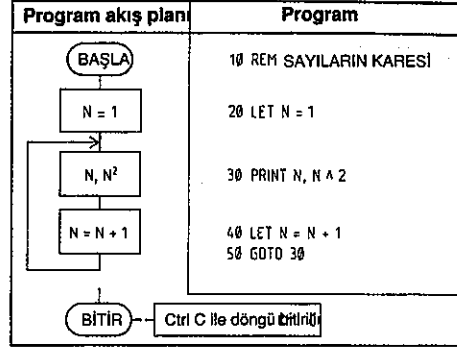 Program akış planı
Program
BAŞLA
10 REM SAYILARIN KARESİ
N = 1
20 LET N = 1
N, N²
30 PRINT N, N ∧ 2
N = N + 1
40 LET N = N + 1
50 GOTO 30
BİTİR
Ctrl C ile döngü bitirilir